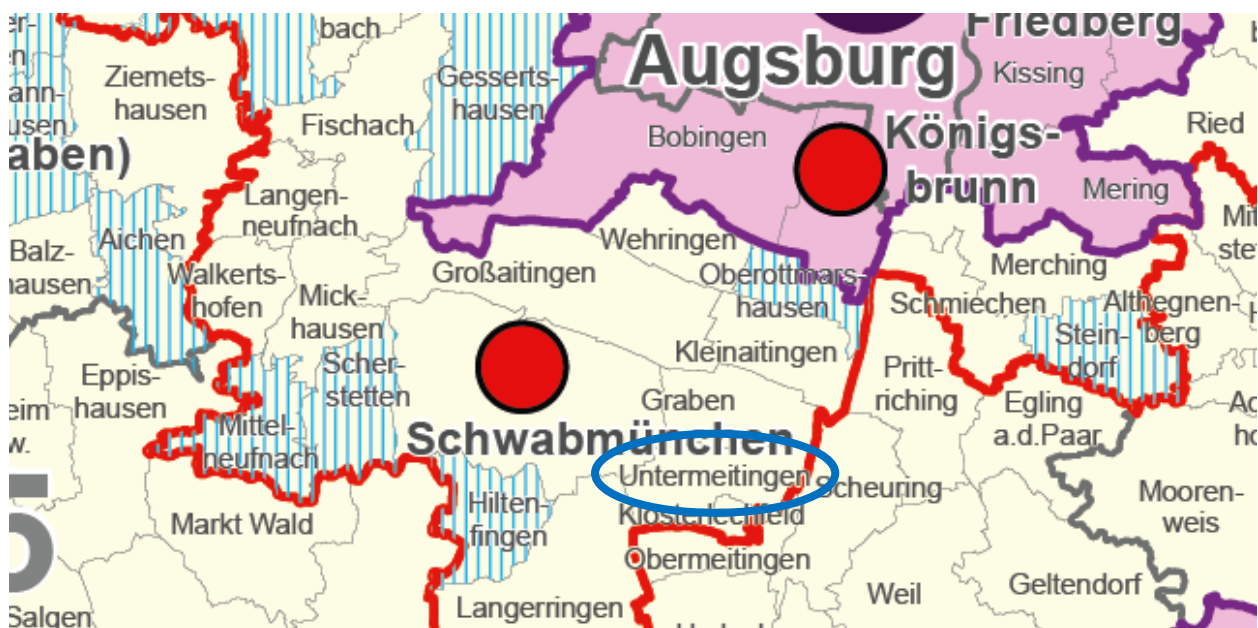 bach
Friedberg
Ziemets-
hausen
Gesserts-
hausen
Augsburg
Kissing
Fischach
Bobingen
Königs-
brunn
Ried
aben)
Langen-
neufnach
Mering
Aichen
Wehringen
Balz-
hausen
Walkerts-
hofen
Großaitingen
Oberottmars-
hausen
Merching
Mick-
hausen
Schmiechen
Althegnen-
berg
Scher-
stetten
Kleinaitingen
Stein-
dorf
Eppis-
hausen
Pritt-
riching
Graben
Egling
a.d.Paar
Mittel-
neufnach
Schwabmünchen
heim
w.
Untermeitingen
Scheuring
Hilten-
fingen
Klosterlechfeld
Markt Wald
Mooren-
weis
5
Obermeitingen
Geltendorf
Weil
Langerringen
Salgen